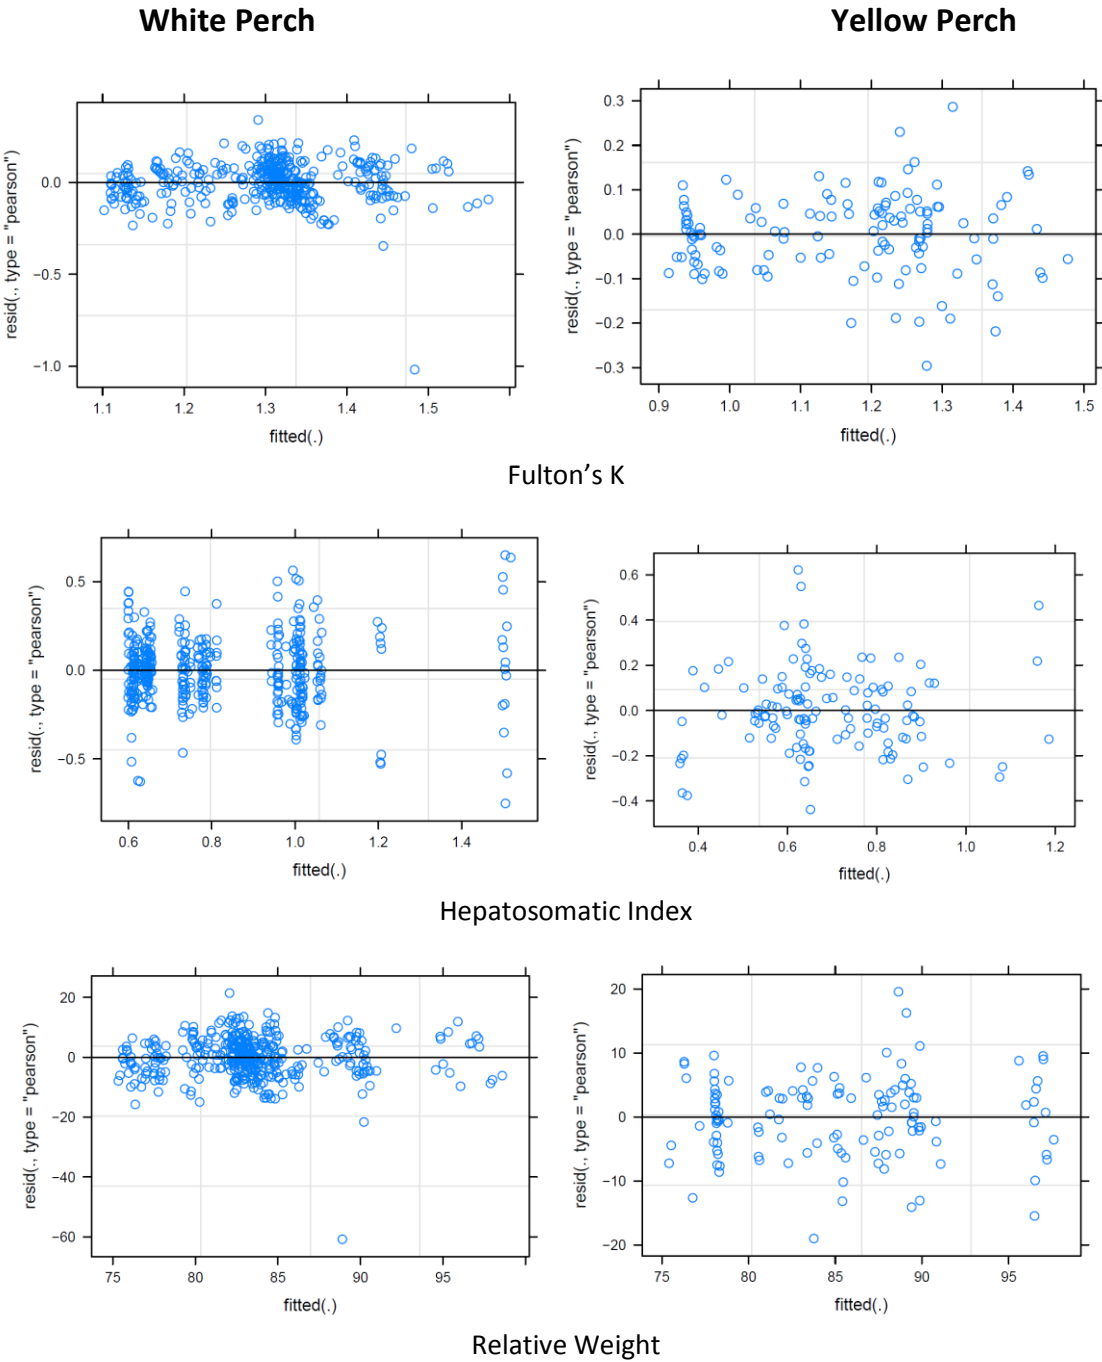 White Perch Yellow Perch
resid(., type = "pearson")
0.0
−0.5
−1.0
1.1 1.2 1.3 1.4 1.5
fitted(.)
resid(., type = "pearson")
0.3
0.2
0.1
0.0
−0.1
−0.2
−0.3
0.9 1.0 1.1 1.2 1.3 1.4 1.5
fitted(.)
Fulton’s K
resid(., type = "pearson")
0.5
0.0
−0.5
0.6 0.8 1.0 1.2 1.4
fitted(.)
resid(., type = "pearson")
0.6
0.4
0.2
0.0
−0.2
−0.4
0.4 0.6 0.8 1.0 1.2
fitted(.)
Hepatosomatic Index
resid(., type = "pearson")
20
0
−20
−40
−60
75 80 85 90 95
fitted(.)
resid(., type = "pearson")
20
10
0
−10
−20
75 80 85 90 95
fitted(.)
Relative Weight